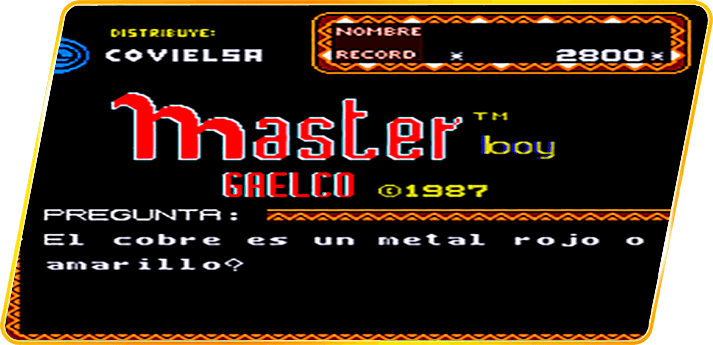 DISTRIBUYE:
COVIELSA
NOMBRE
RECORD * 2800*
master™
boy
GAELCO ©1987
PREGUNTA:
El cobre es un metal rojo o
amarillo?